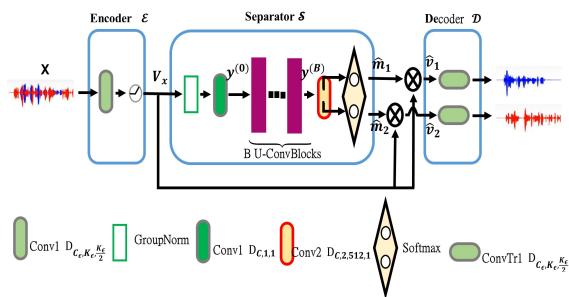 Encoder ℰ
Separator 𝓢
Decoder 𝒟
X
V_x
y^(0)
y^(B)
m̂_1
v̂_1
m̂_2
v̂_2
B U-ConvBlocks
Conv1 D_{C_ϵ,K_ϵ,K_ϵ/2}
GroupNorm
Conv1 D_{C,1,1}
Conv2 D_{C,2,512,1}
Softmax
ConvTr1 D_{C_ϵ,K_ϵ,K_ϵ/2}